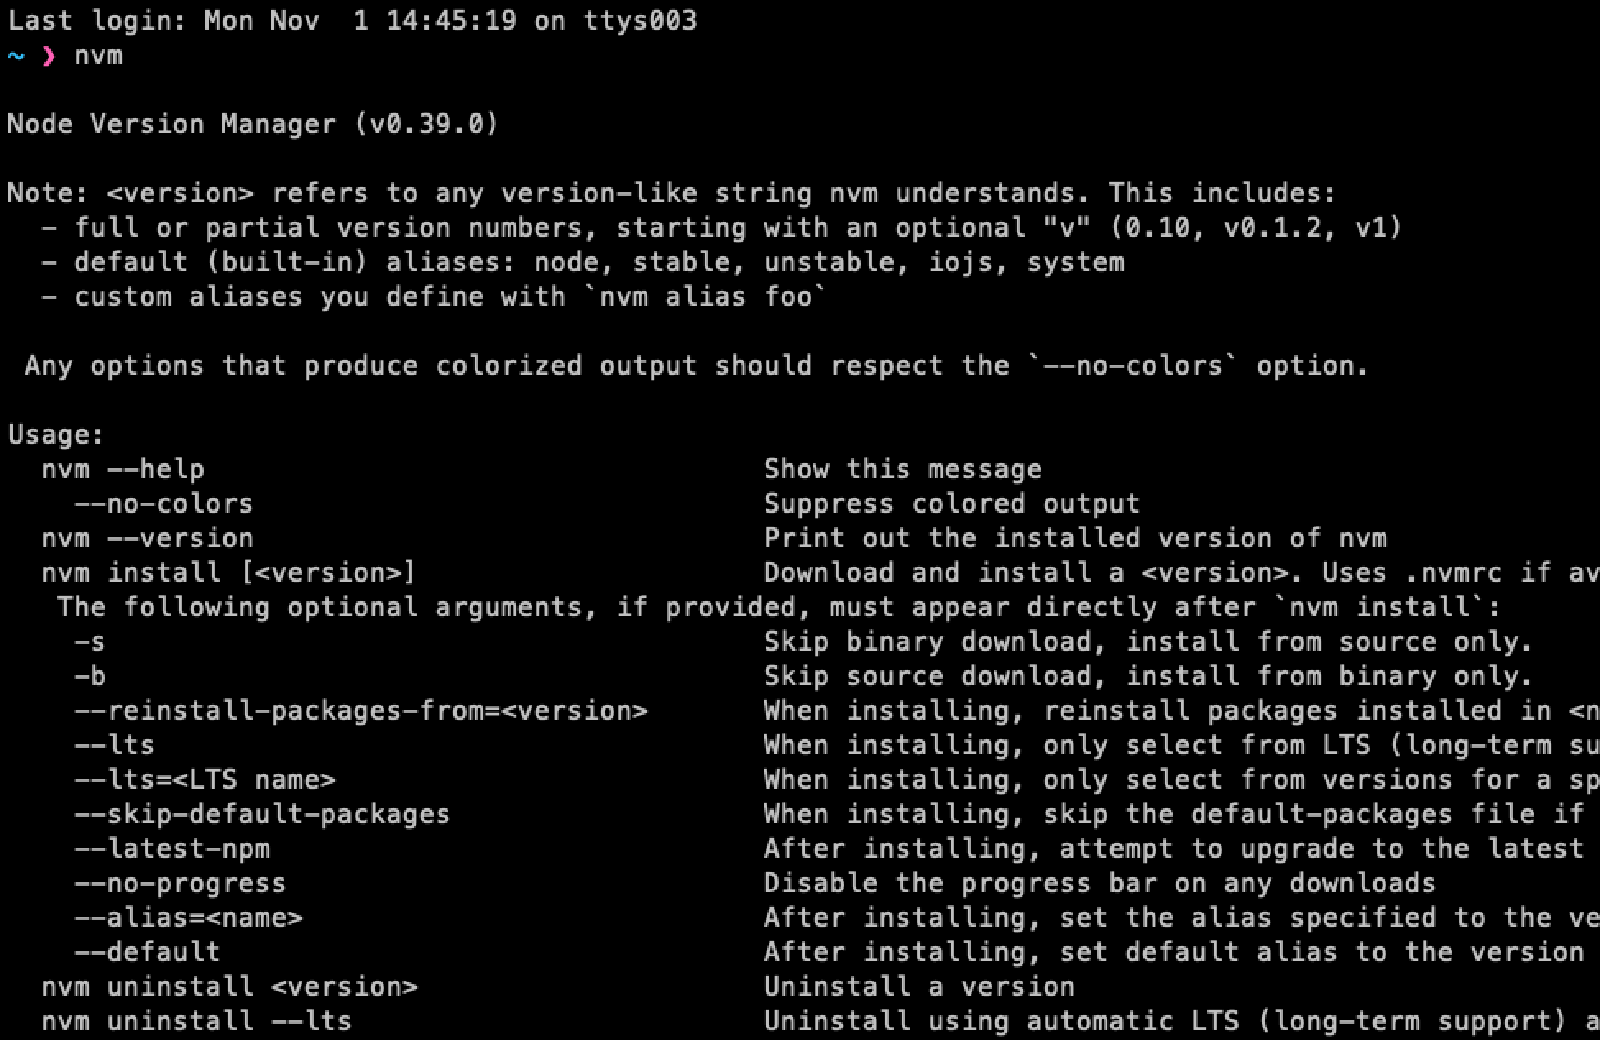 Last login: Mon Nov  1 14:45:19 on ttys003
~ ❯ nvm

Node Version Manager (v0.39.0)

Note: <version> refers to any version-like string nvm understands. This includes:
  - full or partial version numbers, starting with an optional "v" (0.10, v0.1.2, v1)
  - default (built-in) aliases: node, stable, unstable, iojs, system
  - custom aliases you define with `nvm alias foo`

 Any options that produce colorized output should respect the `--no-colors` option.

Usage:
  nvm --help                                  Show this message
    --no-colors                               Suppress colored output
  nvm --version                               Print out the installed version of nvm
  nvm install [<version>]                     Download and install a <version>. Uses .nvmrc if av
   The following optional arguments, if provided, must appear directly after `nvm install`:
    -s                                        Skip binary download, install from source only.
    -b                                        Skip source download, install from binary only.
    --reinstall-packages-from=<version>       When installing, reinstall packages installed in <n
    --lts                                     When installing, only select from LTS (long-term su
    --lts=<LTS name>                          When installing, only select from versions for a sp
    --skip-default-packages                   When installing, skip the default-packages file if
    --latest-npm                              After installing, attempt to upgrade to the latest
    --no-progress                             Disable the progress bar on any downloads
    --alias=<name>                            After installing, set the alias specified to the ve
    --default                                 After installing, set default alias to the version
  nvm uninstall <version>                     Uninstall a version
  nvm uninstall --lts                         Uninstall using automatic LTS (long-term support) a